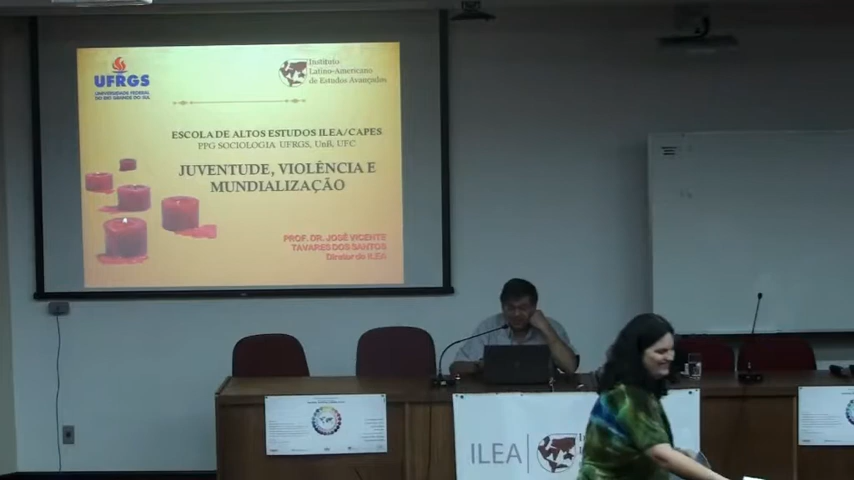 UFRGS
UNIVERSIDADE FEDERAL
DO RIO GRANDE DO SUL
Instituto
Latino-Americano
de Estudos Avançados
ESCOLA DE ALTOS ESTUDOS ILEA/CAPES
PPG SOCIOLOGIA UFRGS, UnB, UFC
JUVENTUDE, VIOLÊNCIA E
MUNDIALIZAÇÃO
PROF. DR. JOSÉ VICENTE
TAVARES DOS SANTOS
Diretor do ILEA
ILEA